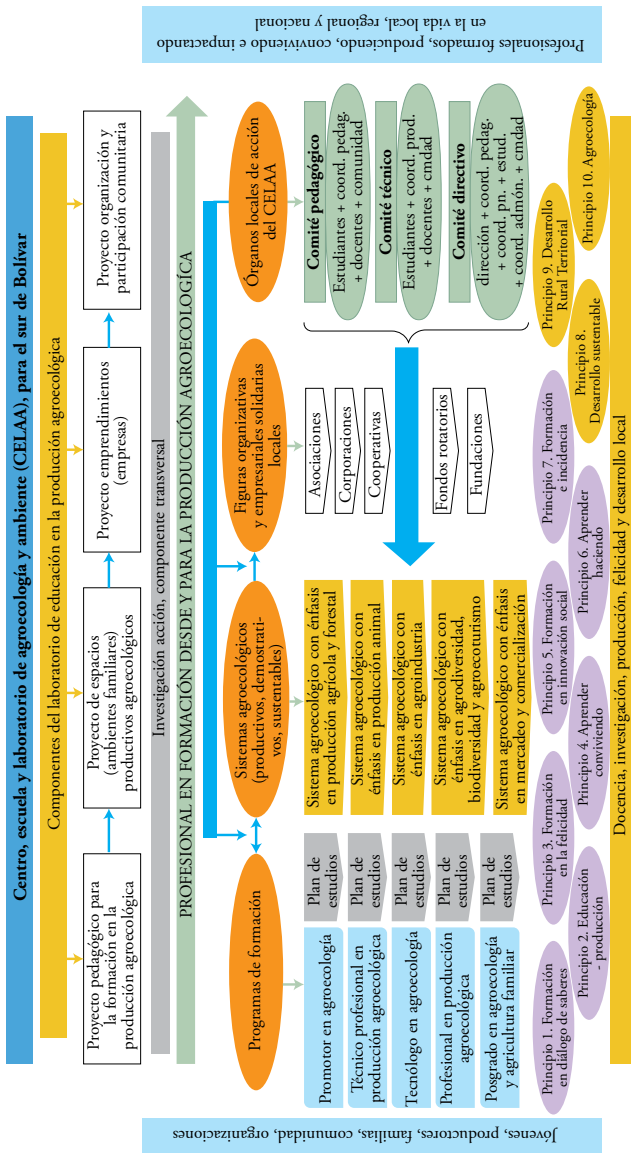 Centro, escuela y laboratorio de agroecología y ambiente (CELAA), para el sur de Bolívar
Componentes del laboratorio de educación en la producción agroecológica
Proyecto pedagógico para
la formación en la
producción agroecológica
Proyecto de espacios
(ambientes familiares)
productivos agroecológicos
Proyecto emprendimientos
(empresas)
Proyecto organización y
participación comunitaria
Investigación acción, componente transversal
PROFESIONAL EN FORMACIÓN DESDE Y PARA LA PRODUCCIÓN AGROECOLOGÍCA
Programas de formación
Sistemas agroecológicos
(productivos, demostrati-
vos, sustentables)
Figuras organizativas
y empresariales solidarias
locales
Órganos locales de acción
del CELAA
Jóvenes, productores, familias, comunidad, organizaciones
Promotor en agroecología
Técnico profesional en
producción agroecológica
Tecnólogo en agroecología
Profesional en producción
agroecológica
Posgrado en agroecología
y agricultura familiar
Plan de
estudios
Plan de
estudios
Plan de
estudios
Plan de
estudios
Plan de
estudios
Sistema agroecológico con énfasis
en producción agrícola y forestal
Sistema agroecológico con
énfasis en producción animal
Sistema agroecológico con
énfasis en agroindustria
Sistema agroecológico con
énfasis en agrodiversidad,
biodiversidad y agroecoturismo
Sistema agroecológico con énfasis
en mercadeo y comercialización
Asociaciones
Corporaciones
Cooperativas
Fondos rotatorios
Fundaciones
Comité pedagógico
Estudiantes + coord. pedag.
+ docentes + comunidad
Comité técnico
Estudiantes + coord. prod.
+ docentes + cmdad
Comité directivo
dirección + coord. pedag.
+ coord. pn. + estud.
+ coord. admón. + cmdad
Profesionales formados, produciendo, conviviendo e impactando
en la vida local, regional y nacional
Principio 1. Formación
en diálogo de saberes
Principio 2. Educación
- producción
Principio 3. Formación
en la felicidad
Principio 4. Aprender
conviviendo
Principio 5. Formación
en innovación social
Principio 6. Aprender
haciendo
Principio 7. Formación
e incidencia
Principio 8.
Desarrollo sustentable
Principio 9. Desarrollo
Rural Territorial
Principio 10. Agroecología
Docencia, investigación, producción, felicidad y desarrollo local